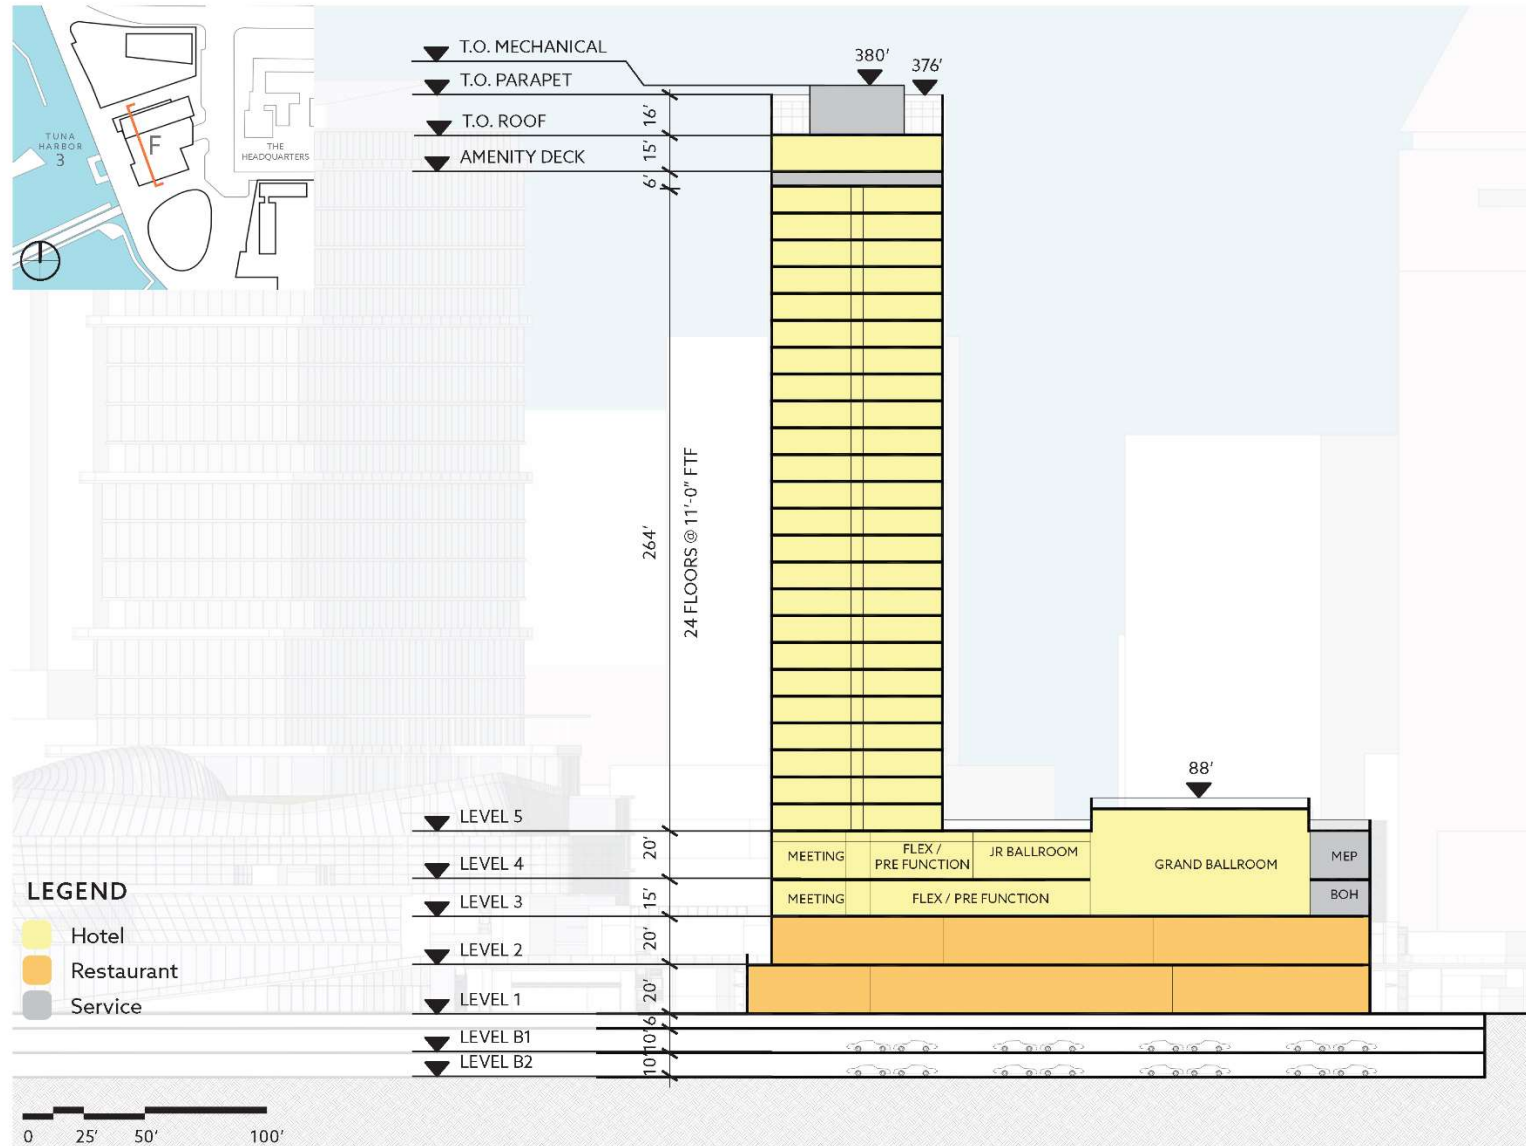 TUNA
HARBOR
3
F
THE
HEADQUARTERS
T.O. MECHANICAL
T.O. PARAPET
T.O. ROOF
AMENITY DECK
380'
376'
16'
15'
6'
264'
24 FLOORS @ 11'-0" FTF
88'
LEVEL 5
20'
LEVEL 4
15'
LEVEL 3
20'
LEVEL 2
20'
LEVEL 1
6'
LEVEL B1
10'
LEVEL B2
10'
MEETING
FLEX /
PRE FUNCTION
JR BALLROOM
GRAND BALLROOM
MEP
MEETING
FLEX / PRE FUNCTION
BOH
LEGEND
Hotel
Restaurant
Service
0 25' 50' 100'